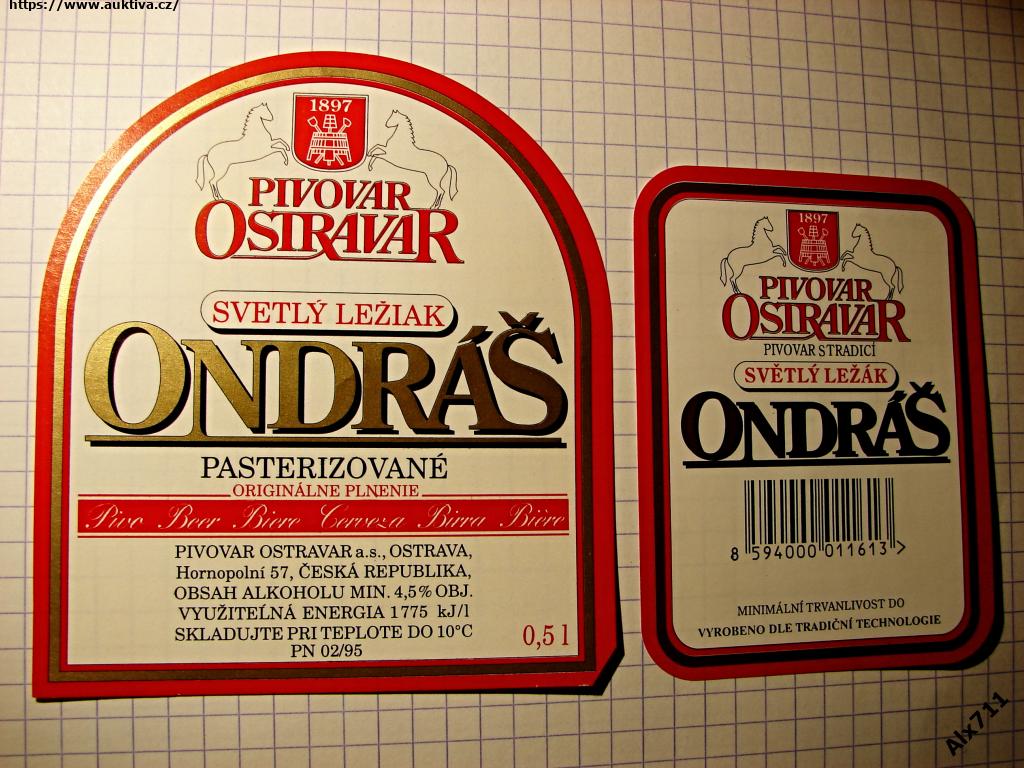 https://www.auktiva.cz/
1897
PIVOVAR
OSTRAVAR
SVETLÝ LEŽIAK
ONDRÁŠ
PASTERIZOVANÉ
ORIGINÁLNE PLNENIE
Pivo Beer Biere Cerveza Birra Bière
PIVOVAR OSTRAVAR a.s., OSTRAVA,
Hornopolní 57, ČESKÁ REPUBLIKA,
OBSAH ALKOHOLU MIN. 4,5% OBJ.
VYUŽITEĽNÁ ENERGIA 1775 kJ/l
SKLADUJTE PRI TEPLOTE DO 10°C
PN 02/95
0,5 l
1897
PIVOVAR
OSTRAVAR
PIVOVAR S TRADICÍ
SVĚTLÝ LEŽÁK
ONDRÁŠ
8 594000 011613 >
MINIMÁLNÍ TRVANLIVOST DO
VYROBENO DLE TRADIČNÍ TECHNOLOGIE
Alx711